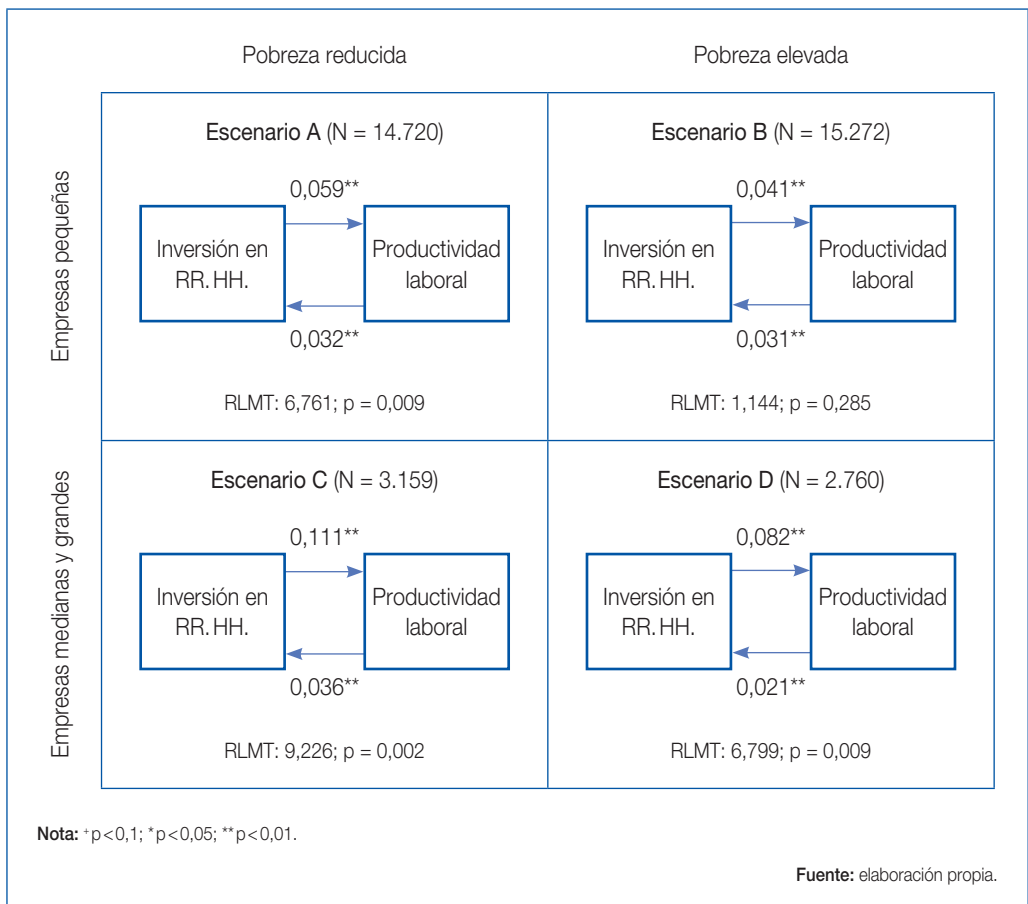 Pobreza reducida
Pobreza elevada
Empresas pequeñas
Escenario A (N = 14.720)
0,059**
Inversión en
RR. HH.
Productividad
laboral
0,032**
RLMT: 6,761; p = 0,009
Escenario B (N = 15.272)
0,041**
Inversión en
RR. HH.
Productividad
laboral
0,031**
RLMT: 1,144; p = 0,285
Empresas medianas y grandes
Escenario C (N = 3.159)
0,111**
Inversión en
RR. HH.
Productividad
laboral
0,036**
RLMT: 9,226; p = 0,002
Escenario D (N = 2.760)
0,082**
Inversión en
RR. HH.
Productividad
laboral
0,021**
RLMT: 6,799; p = 0,009
Nota: +p<0,1; *p<0,05; **p<0,01.
Fuente: elaboración propia.